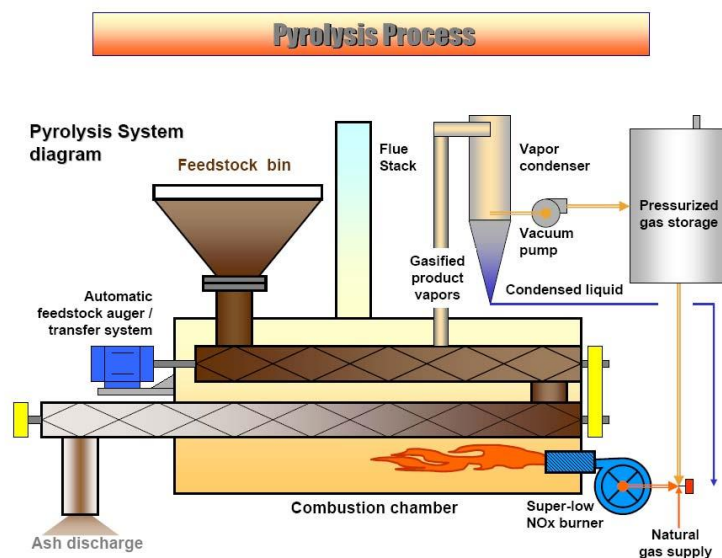 Pyrolysis Process
Pyrolysis System
diagram
Feedstock bin
Flue
Stack
Vapor
condenser
Pressurized
gas storage
Vacuum
pump
Gasified
product
vapors
Condensed liquid
Automatic
feedstock auger /
transfer system
Combustion chamber
Super-low
NOx burner
Natural
gas supply
Ash discharge